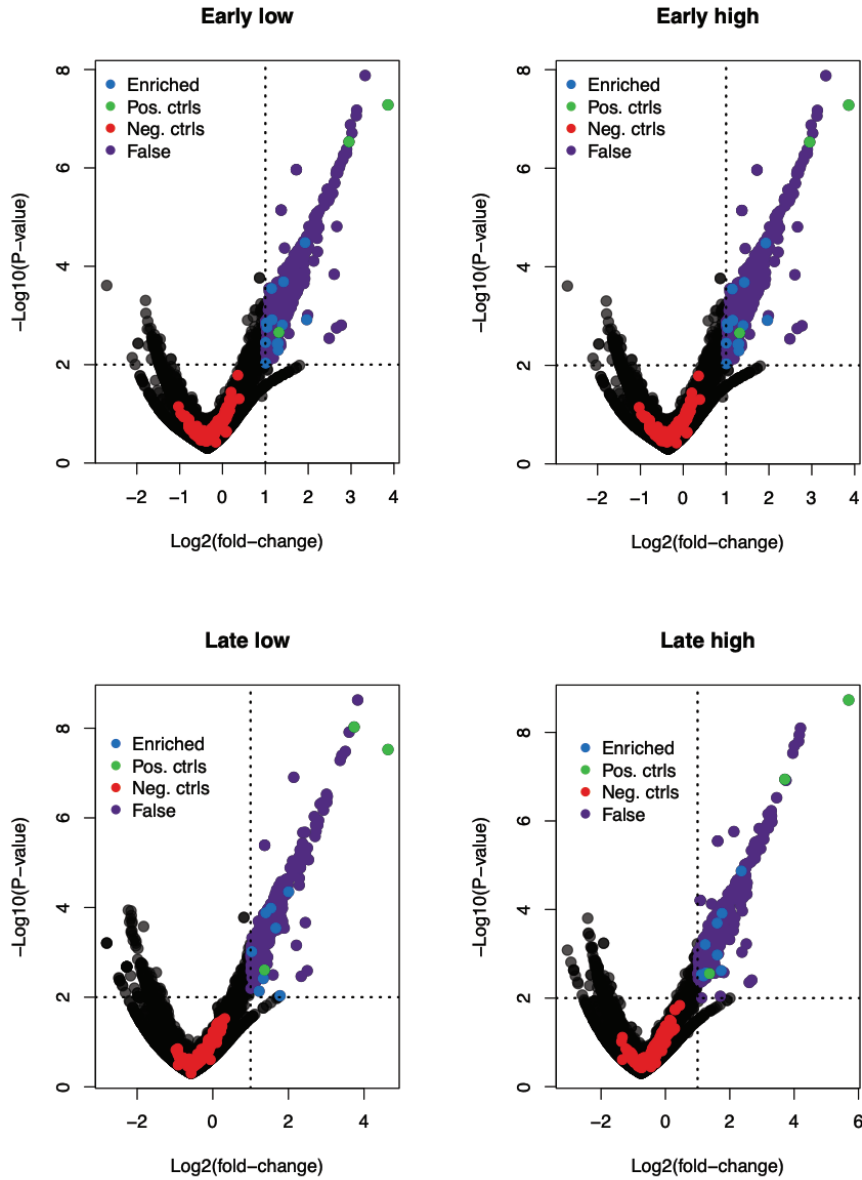 Early low
Early high
8
6
4
2
0
−Log10(P−value)
Enriched
Pos. ctrls
Neg. ctrls
False
−2 −1 0 1 2 3 4
Log2(fold−change)
8
6
4
2
0
−Log10(P−value)
Enriched
Pos. ctrls
Neg. ctrls
False
−2 −1 0 1 2 3 4
Log2(fold−change)
Late low
Late high
8
6
4
2
0
−Log10(P−value)
Enriched
Pos. ctrls
Neg. ctrls
False
−2 0 2 4
Log2(fold−change)
8
6
4
2
0
−Log10(P−value)
Enriched
Pos. ctrls
Neg. ctrls
False
−2 0 2 4 6
Log2(fold−change)